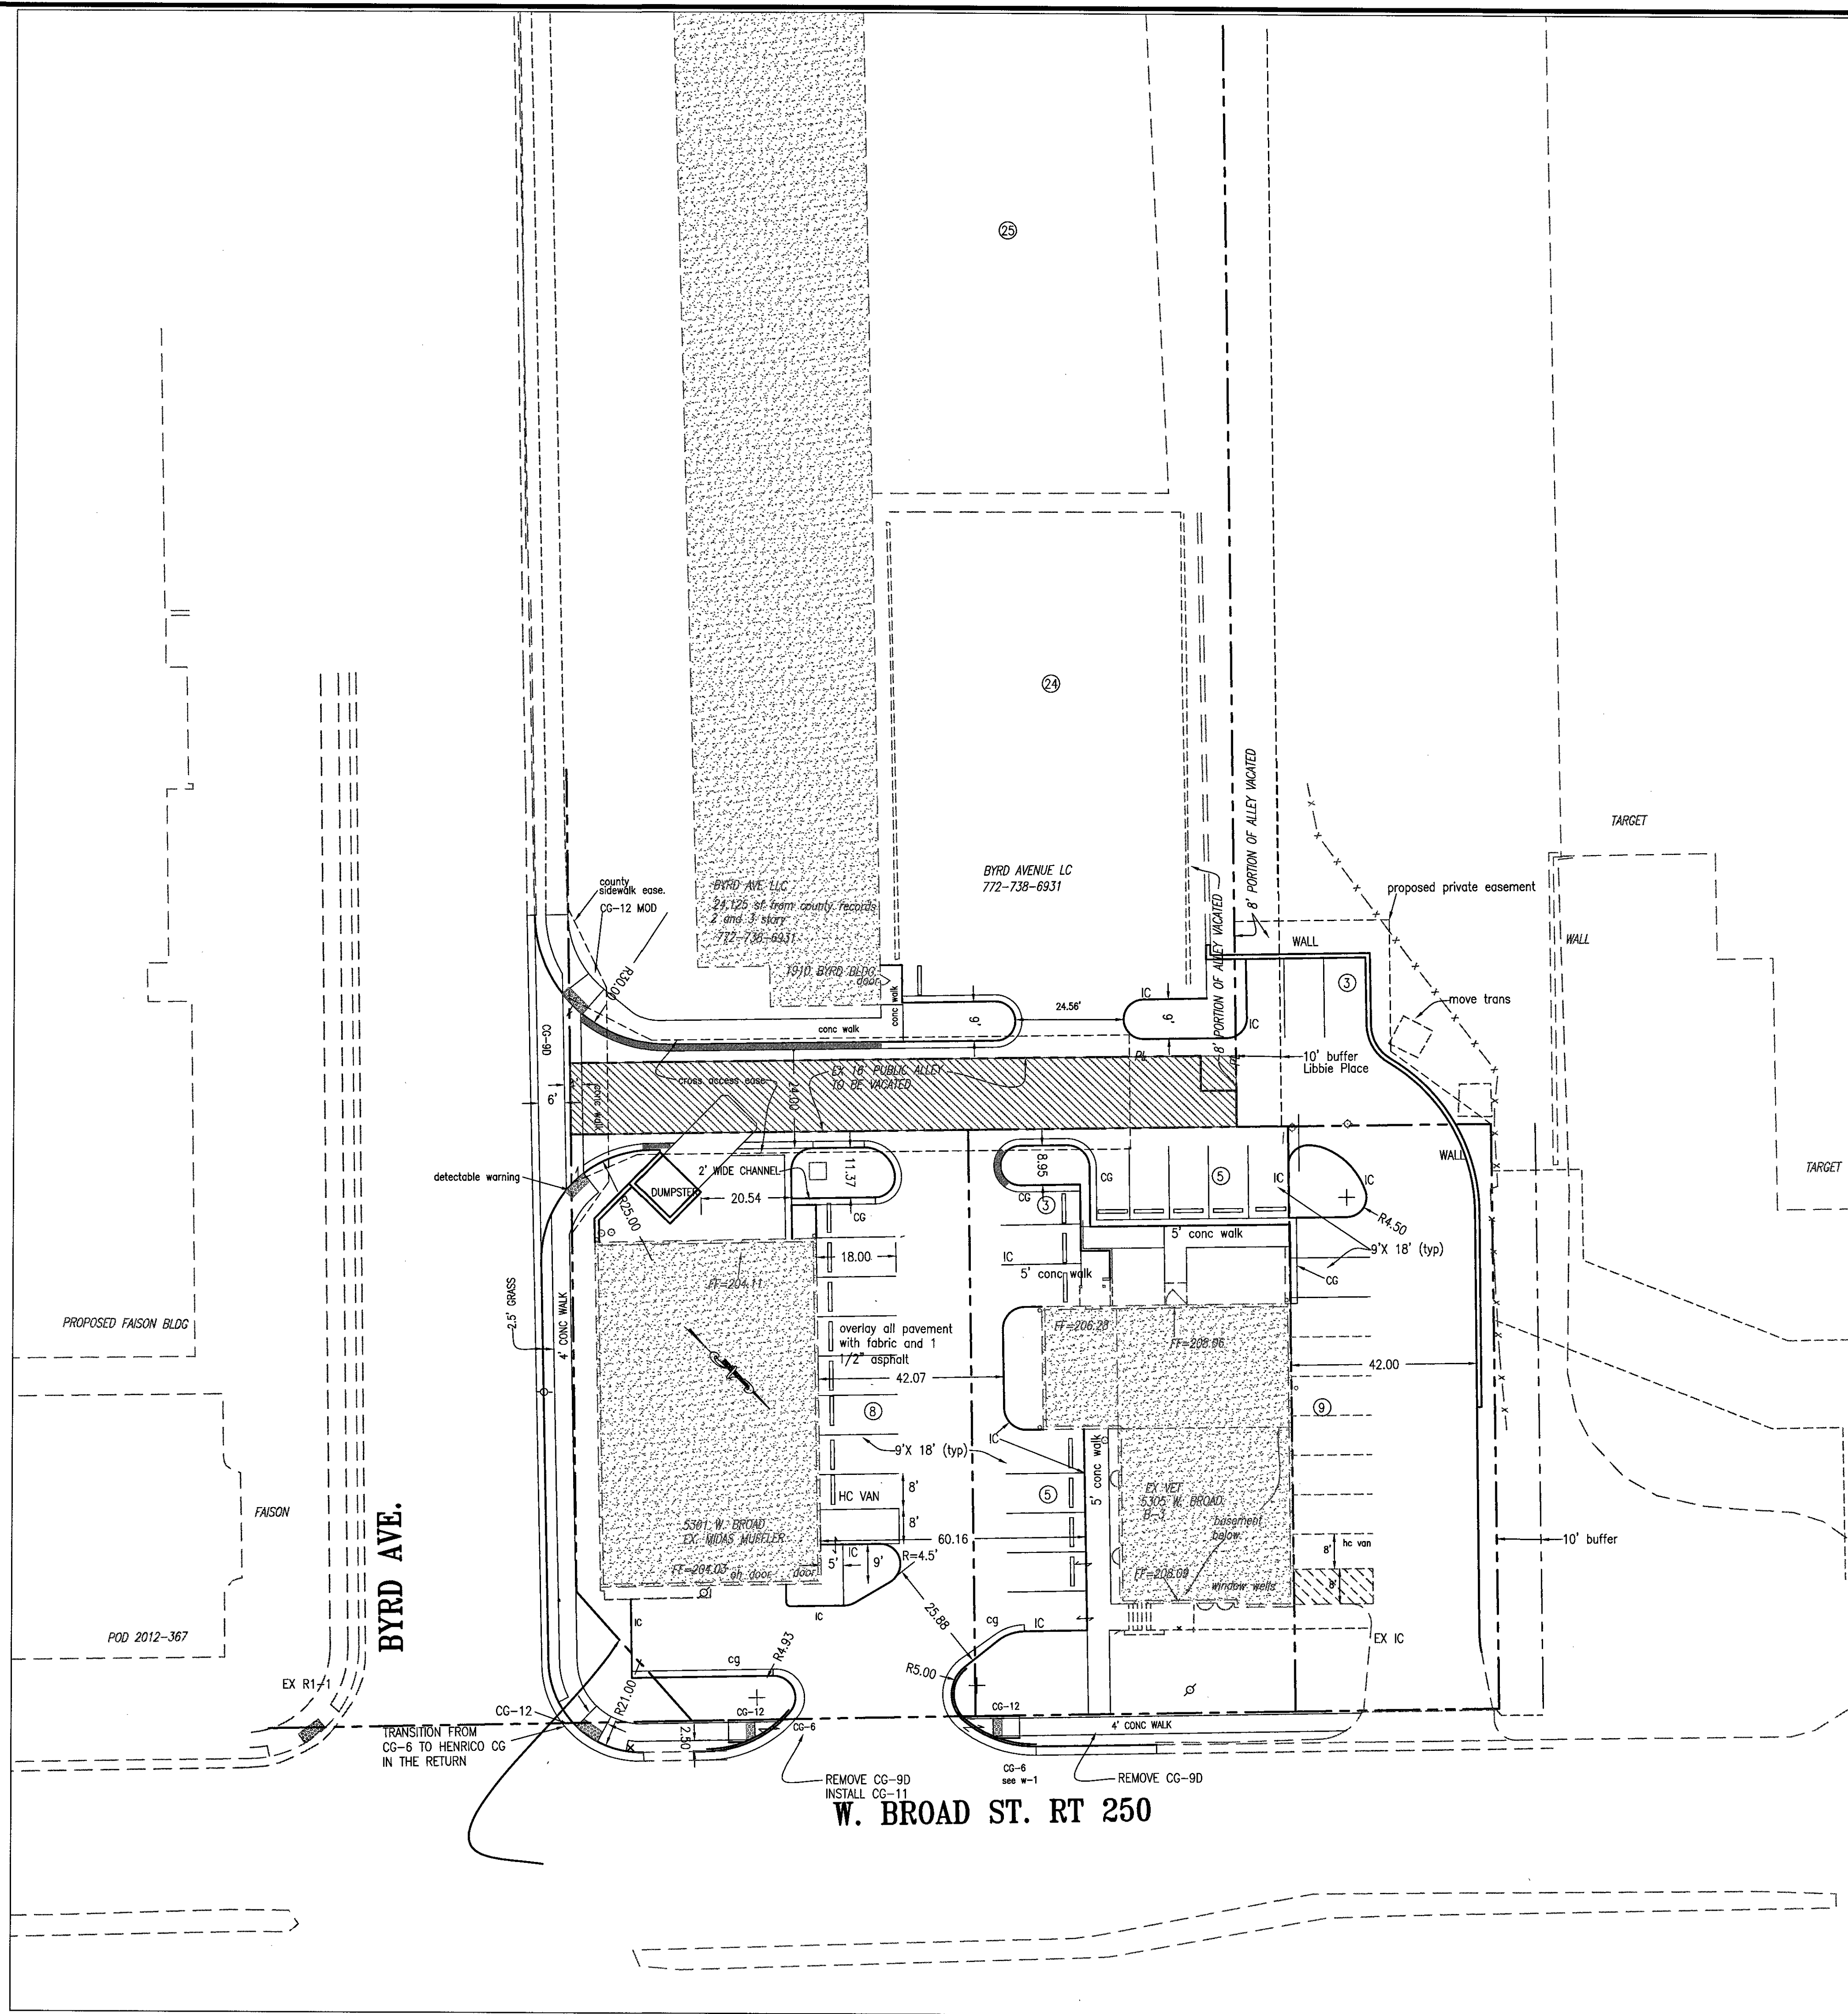 25
24
BYRD AVENUE LC
772-738-6931
BYRD AVE LLC
24,125 sf from county records
2 and 3 story
772-738-6931
1910 BYRD BLDG
door
county
sidewalk ease.
CG-12 MOD
R30.00
conc walk
conc walk
9'
24.56'
9'
IC
IC
8' PORTION OF ALLEY VACATED
8' PORTION OF ALLEY VACATED
WALL
3
TARGET
proposed private easement
WALL
move trans
10' buffer
Libbie Place
CG-9D
6'
conc walk
cross access ease
24.00
EX 16' PUBLIC ALLEY
TO BE VACATED
detectable warning
DUMPSTER
2' WIDE CHANNEL
20.54
11.37
CG
R25.00
8.95
CG
3
CG
5
IC
IC
WALL
TARGET
R4.50
5' conc walk
9'X 18' (typ)
CG
IC
5' conc walk
18.00
FF=204.11
2.5' GRASS
4' CONC WALK
PROPOSED FAISON BLDG
overlay all pavement
with fabric and 1
1/2" asphalt
42.07
FF=206.28
FF=208.06
42.00
8
9
IC
9'X 18' (typ)
5' conc walk
FAISON
BYRD AVE.
HC VAN
8'
8'
5
EX VET
5305 W. BROAD
B-3
basement
below
5301 W. BROAD
EX. MIDAS MUFFLER
60.16
10' buffer
8'
hc van
8'
FF=204.03
oh door
door
5'
IC
9'
R=4.5'
FF=208.09
window wells
IC
IC
25.88
cg
IC
EX IC
POD 2012-367
cg
R4.93
R5.00
EX R1-1
R21.00
CG-12
CG-12
CG-12
TRANSITION FROM
CG-6 TO HENRICO CG
IN THE RETURN
2.50
CG-6
4' CONC WALK
REMOVE CG-9D
INSTALL CG-11
CG-6
see w-1
REMOVE CG-9D
W. BROAD ST. RT 250